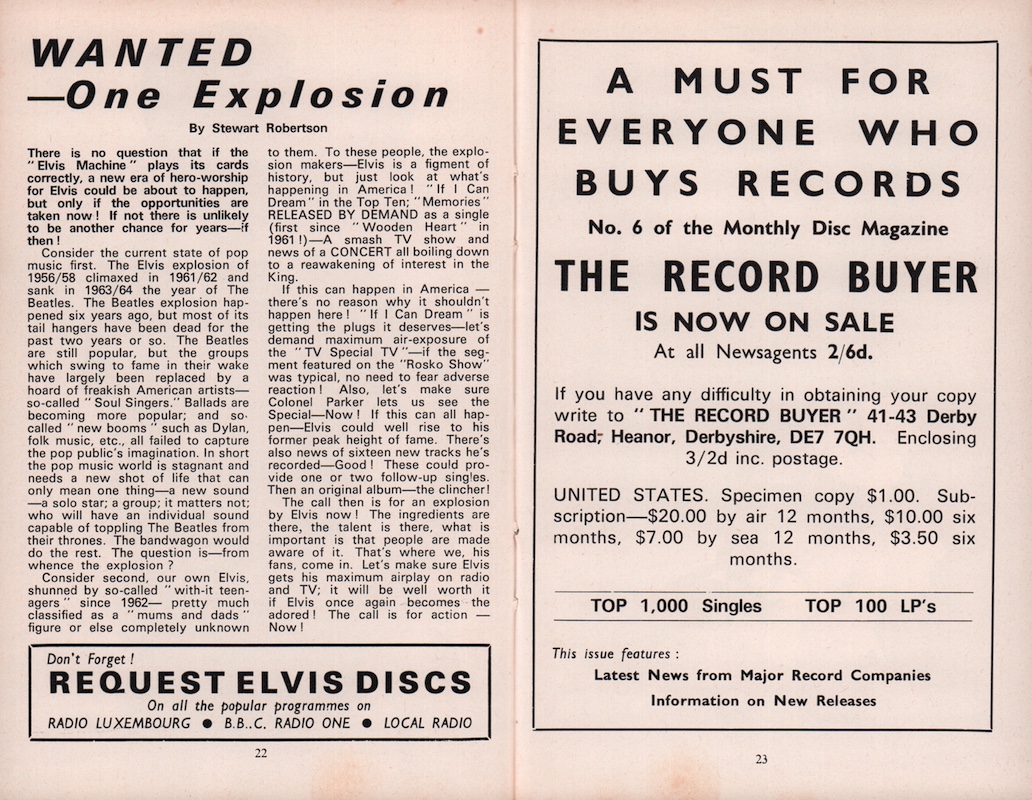 WANTED
—One Explosion
By Stewart Robertson
There is no question that if the
"Elvis Machine" plays its cards
correctly, a new era of hero-worship
for Elvis could be about to happen,
but only if the opportunities are
taken now! If not there is unlikely
to be another chance for years—if
then!
Consider the current state of pop
music first. The Elvis explosion of
1956/58 climaxed in 1961/62 and
sank in 1963/64 the year of The
Beatles. The Beatles explosion hap-
pened six years ago, but most of its
tail hangers have been dead for the
past two years or so. The Beatles
are still popular, but the groups
which swing to fame in their wake
have largely been replaced by a
hoard of freakish American artists—
so-called "Soul Singers." Ballads are
becoming more popular; and so-
called "new booms" such as Dylan,
folk music, etc., all failed to capture
the pop public's imagination. In short
the pop music world is stagnant and
needs a new shot of life that can
only mean one thing—a new sound
—a solo star; a group; it matters not;
who will have an individual sound
capable of toppling The Beatles from
their thrones. The bandwagon would
do the rest. The question is—from
whence the explosion?
Consider second, our own Elvis,
shunned by so-called "with-it teen-
agers" since 1962— pretty much
classified as a "mums and dads"
figure or else completely unknown
to them. To these people, the explo-
sion makers—Elvis is a figment of
history, but just look at what's
happening in America! "If I Can
Dream" in the Top Ten; "Memories"
RELEASED BY DEMAND as a single
(first since "Wooden Heart" in
1961!)—A smash TV show and
news of a CONCERT all boiling down
to a reawakening of interest in the
King.
If this can happen in America —
there's no reason why it shouldn't
happen here! "If I Can Dream" is
getting the plugs it deserves—let's
demand maximum air-exposure of
the "TV Special TV"—if the seg-
ment featured on the "Rosko Show"
was typical, no need to fear adverse
reaction! Also, let's make sure
Colonel Parker lets us see the
Special—Now! If this can all hap-
pen—Elvis could well rise to his
former peak height of fame. There's
also news of sixteen new tracks he's
recorded—Good! These could pro-
vide one or two follow-up singles.
Then an original album—the clincher!
The call then is for an explosion
by Elvis now! The ingredients are
there, the talent is there, what is
important is that people are made
aware of it. That's where we, his
fans, come in. Let's make sure Elvis
gets his maximum airplay on radio
and TV; it will be well worth it
if Elvis once again becomes the
adored! The call is for action —
Now!
Don't Forget!
REQUEST ELVIS DISCS
On all the popular programmes on
RADIO LUXEMBOURG ● B.B..C. RADIO ONE ● LOCAL RADIO
22
A MUST FOR
EVERYONE WHO
BUYS RECORDS
No. 6 of the Monthly Disc Magazine
THE RECORD BUYER
IS NOW ON SALE
At all Newsagents 2/6d.
If you have any difficulty in obtaining your copy
write to "THE RECORD BUYER" 41-43 Derby
Road, Heanor, Derbyshire, DE7 7QH. Enclosing
3/2d inc. postage.
UNITED STATES. Specimen copy $1.00. Sub-
scription—$20.00 by air 12 months, $10.00 six
months, $7.00 by sea 12 months, $3.50 six
months.
TOP 1,000 Singles TOP 100 LP's
This issue features:
Latest News from Major Record Companies
Information on New Releases
23